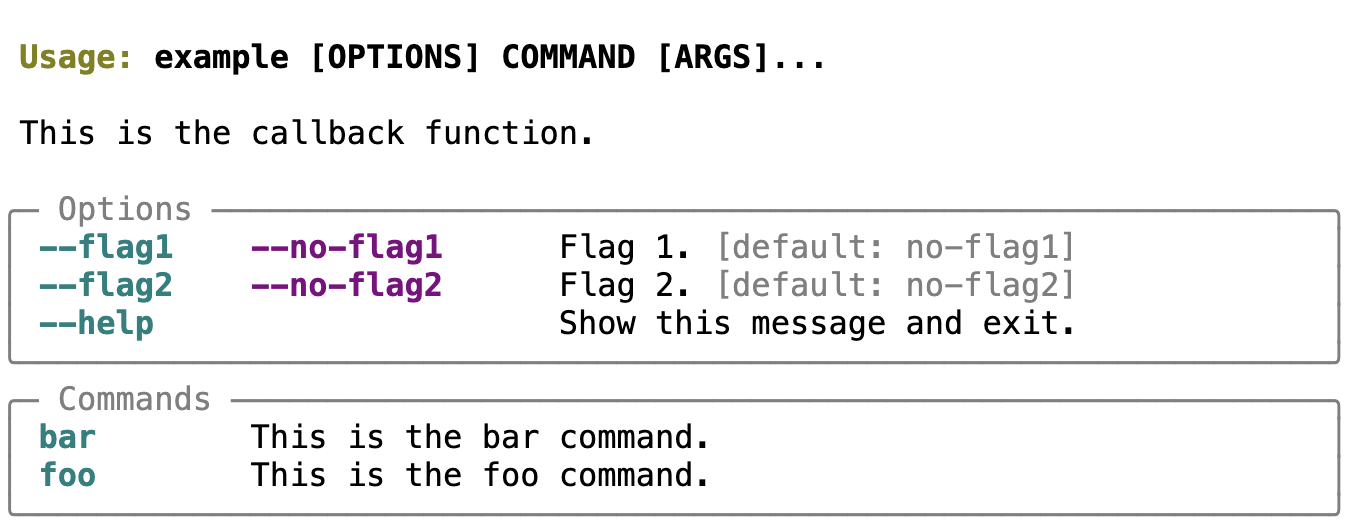 Usage: example [OPTIONS] COMMAND [ARGS]...
This is the callback function.
Options
--flag1 --no-flag1 Flag 1. [default: no-flag1]
--flag2 --no-flag2 Flag 2. [default: no-flag2]
--help Show this message and exit.
Commands
bar This is the bar command.
foo This is the foo command.